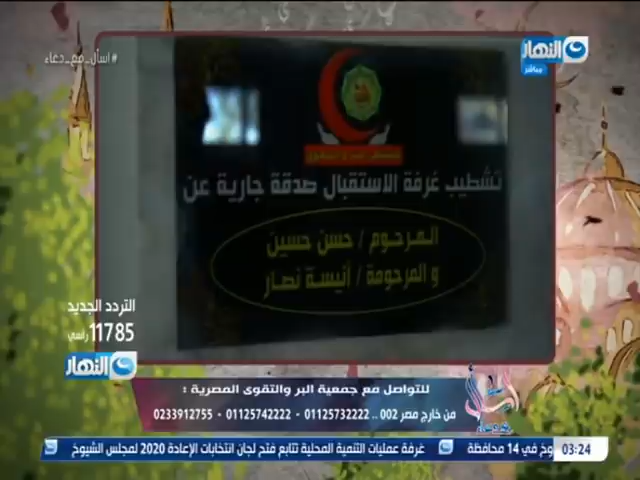 #اسأل_مع_دعاء
النهار
مباشر
تشطيب غرفة الاستقبال صدقة جارية عن
المرحوم / حسن حسين
و المرحومة / أنيسة نصار
التردد الجديد
11785 رأسي
النهار
للتواصل مع جمعية البر والتقوى المصرية :
من خارج مصر 002 .. 01125732222 - 01125742222 - 0233912755
03:24
وخ في 14 محافظة
غرفة عمليات التنمية المحلية تتابع فتح لجان انتخابات الإعادة 2020 لمجلس الشيوخ